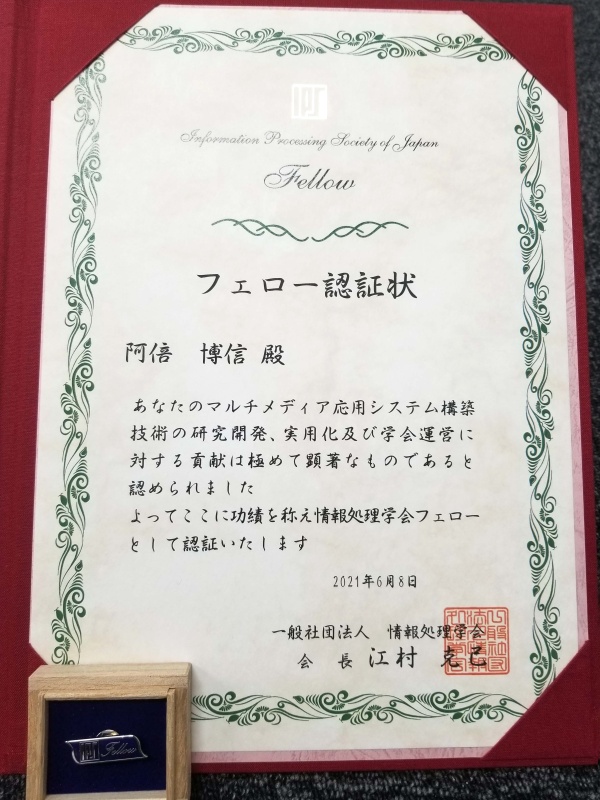 IPSJ
Information Processing Society of Japan
Fellow
フェロー認証状
阿倍 博信 殿
あなたのマルチメディア応用システム構築
技術の研究開発、実用化及び学会運営に
対する貢献は極めて顕著なものであると
認められました
よってここに功績を称え情報処理学会フェロー
として認証いたします
2021年6月8日
一般社団法人 情報処理学会
会長 江村 克己
IPSJ Fellow